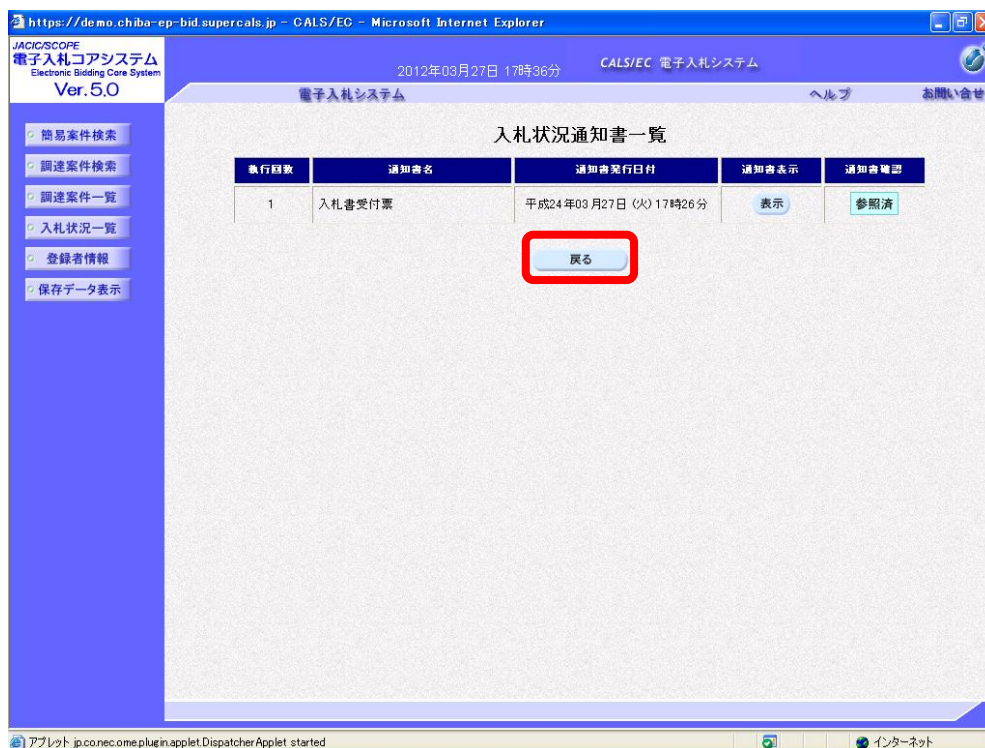 https://demo.chiba-ep-bid.supercals.jp - CALS/EC - Microsoft Internet Explorer
JACIC/SCOPE
電子入札コアシステム
Electronic Bidding Core System
Ver.5.0
2012年03月27日 17時36分
CALS/EC 電子入札システム
電子入札システム
ヘルプ
お問い合せ
簡易案件検索
調達案件検索
調達案件一覧
入札状況一覧
登録者情報
保存データ表示
入札状況通知書一覧
執行回数 通知書名 通知書発行日付 通知書表示 通知書確認
1 入札書受付票 平成24年03月27日 (火) 17時26分 表示 参照済
戻る
アプレット jp.co.nec.ome.plugin.applet.DispatcherApplet started
インターネット